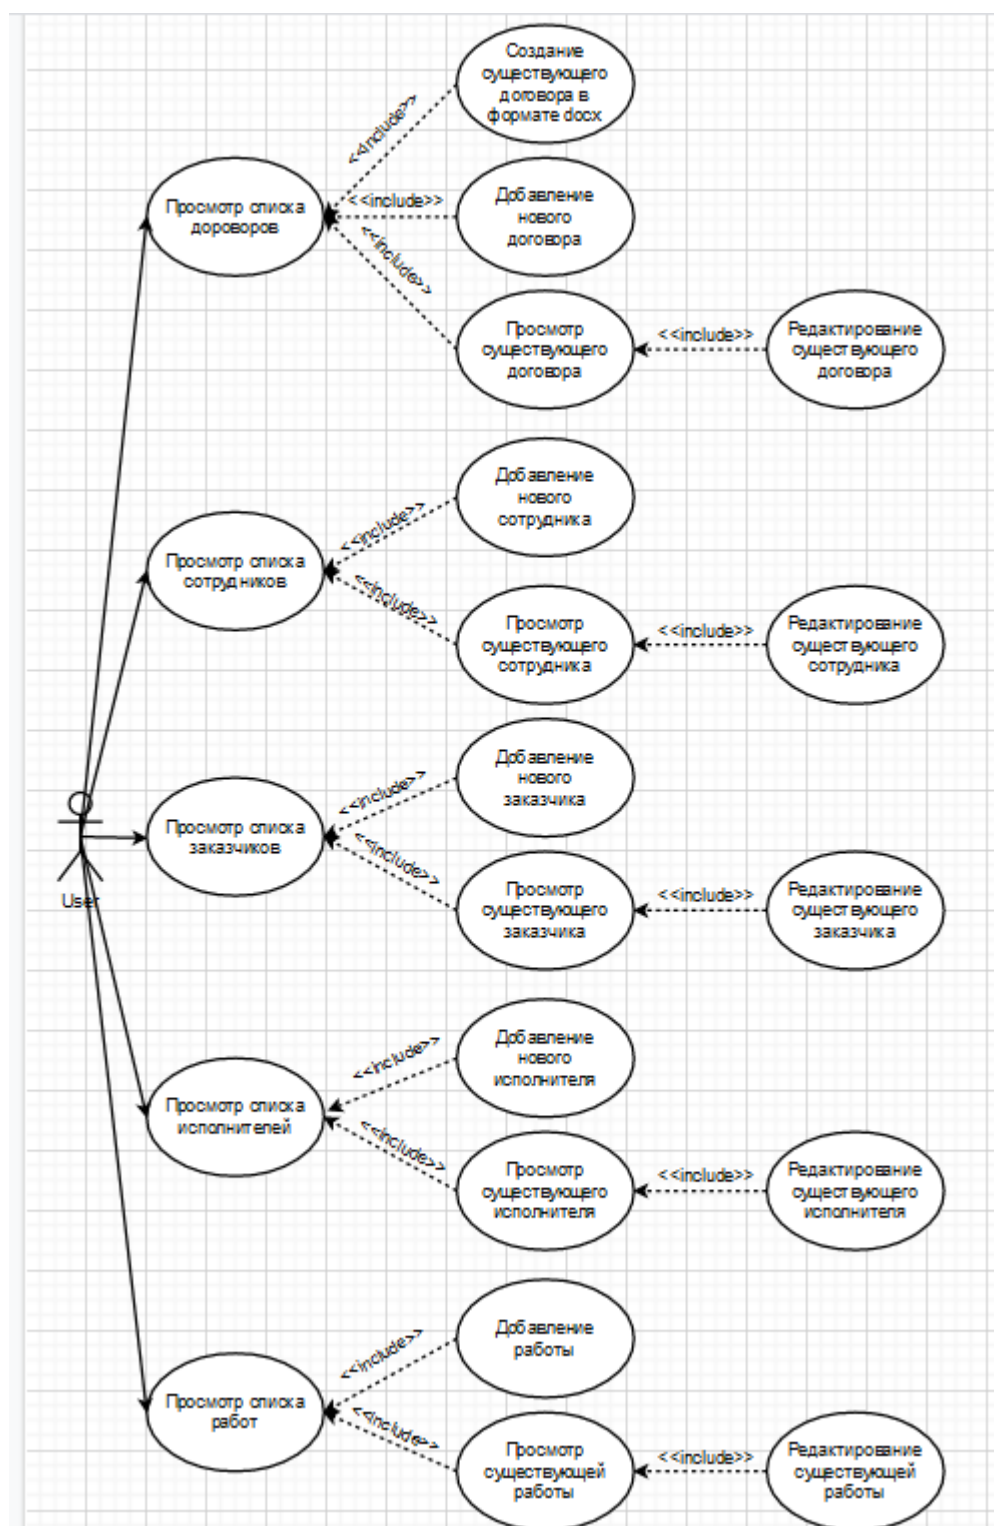 Создание
существующего
договора в
формате docx
<<include>>
Просмотр списка
дороворов
<<include>>
Добавление
нового
договора
<<include>>
Просмотр
существующего
договора
<<include>>
Редактирование
существующего
договора
Добавление
нового
сотрудника
<<include>>
Просмотр списка
сотрудников
<<include>>
Просмотр
существующего
сотрудника
<<include>>
Редактирование
существующего
сотрудника
Добавление
нового
заказчика
<<include>>
User
Просмотр списка
заказчиков
<<include>>
Просмотр
существующего
заказчика
<<include>>
Редактирование
существующего
заказчика
Добавление
нового
исполнителя
<<include>>
Просмотр списка
исполнителей
<<include>>
Просмотр
существующего
исполнителя
<<include>>
Редактирование
существующего
исполнителя
Добавление
работы
<<include>>
Просмотр списка
работ
<<include>>
Просмотр
существующей
работы
<<include>>
Редактирование
существующей
работы